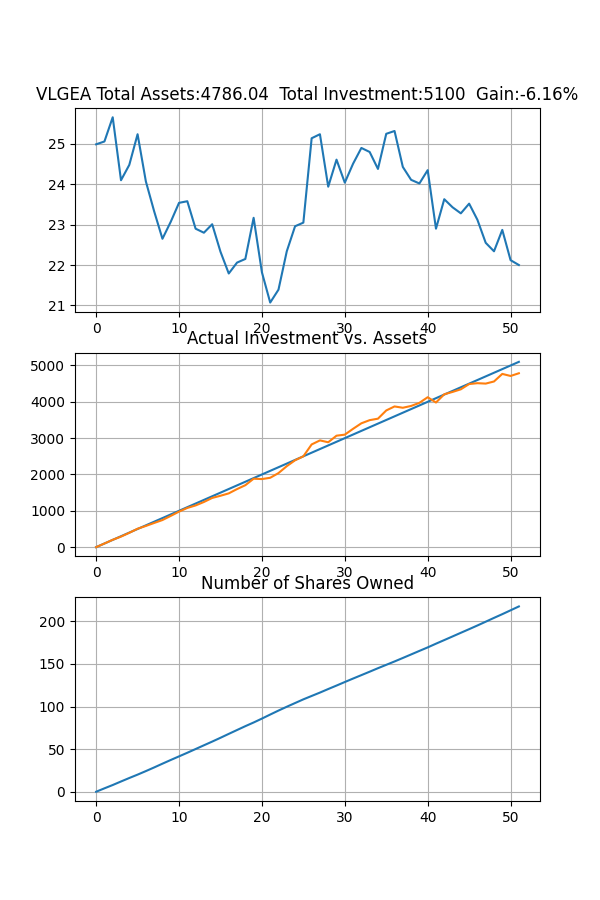 VLGEA Total Assets:4786.04  Total Investment:5100  Gain:-6.16%
25
24
23
22
21
0 10 20 30 40 50
Actual Investment vs. Assets
5000
4000
3000
2000
1000
0
0 10 20 30 40 50
Number of Shares Owned
200
150
100
50
0
0 10 20 30 40 50